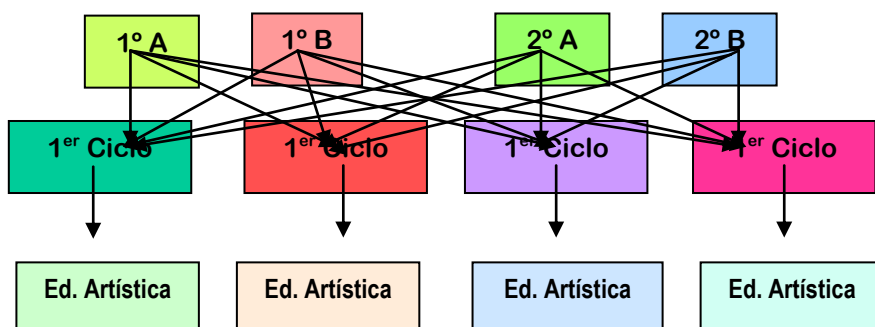 1º A
1º B
2º A
2º B
1er Ciclo
1er Ciclo
1er Ciclo
1er Ciclo
Ed. Artística
Ed. Artística
Ed. Artística
Ed. Artística